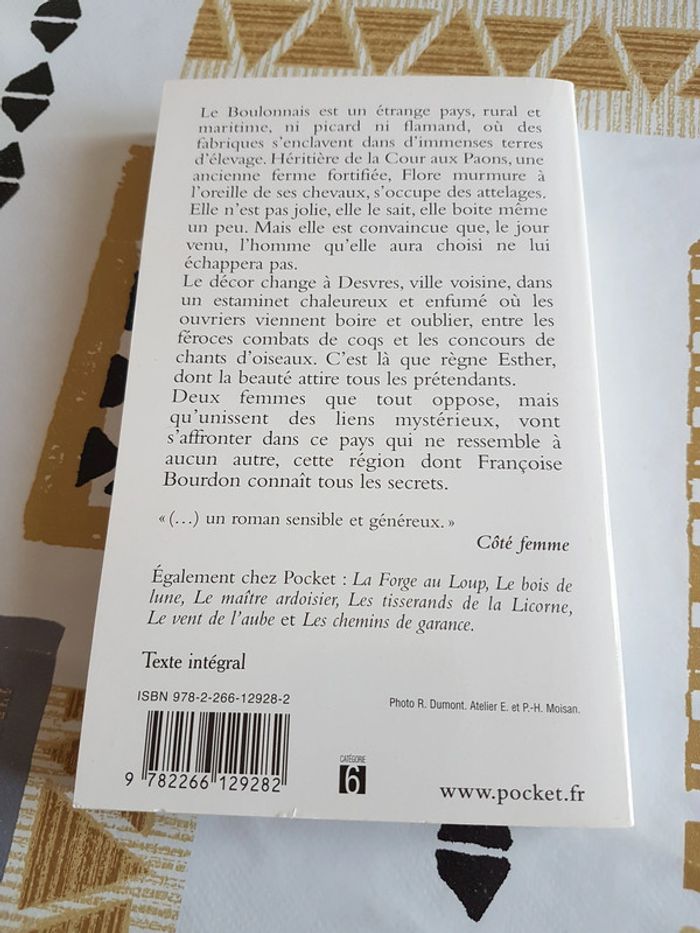 Le Boulonnais est un étrange pays, rural et
maritime, ni picard ni flamand, où des
fabriques s'enclavent dans d'immenses terres
d'élevage. Héritière de la Cour aux Paons, une
ancienne ferme fortifiée, Flore murmure à
l'oreille de ses chevaux, s'occupe des attelages.
Elle n'est pas jolie, elle le sait, elle boite même
un peu. Mais elle est convaincue que, le jour
venu, l'homme qu'elle aura choisi ne lui
échappera pas.
Le décor change à Desvres, ville voisine, dans
un estaminet chaleureux et enfumé où les
ouvriers viennent boire et oublier, entre les
féroces combats de coqs et les concours de
chants d'oiseaux. C'est là que règne Esther,
dont la beauté attire tous les prétendants.
Deux femmes que tout oppose, mais
qu'unissent des liens mystérieux, vont
s'affronter dans ce pays qui ne ressemble à
aucun autre, cette région dont Françoise
Bourdon connaît tous les secrets.
« (…) un roman sensible et généreux. »
Côté femme
Également chez Pocket : La Forge au Loup, Le bois de
lune, Le maître ardoisier, Les tisserands de la Licorne,
Le vent de l'aube et Les chemins de garance.
Texte intégral
ISBN 978-2-266-12928-2
Photo R. Dumont. Atelier E. et P.-H. Moisan.
9 782266 129282
CATÉGORIE
6
www.pocket.fr